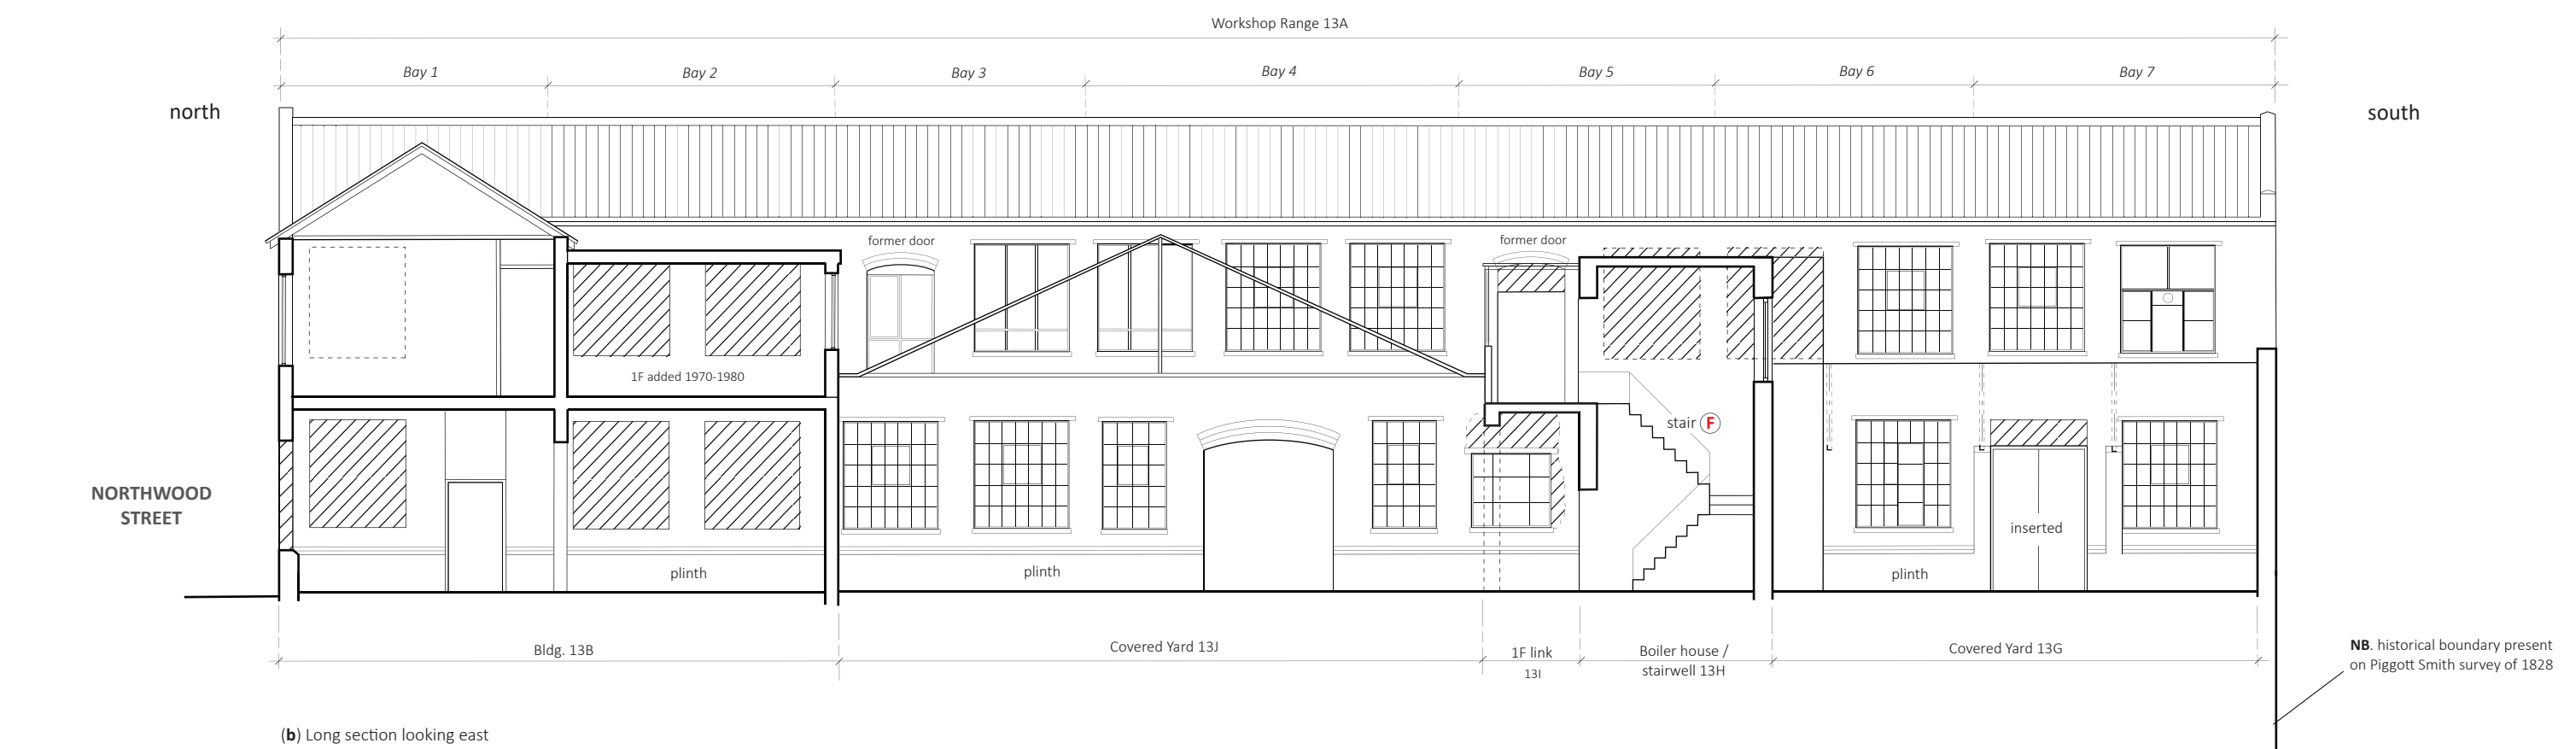 Workshop Range 13A
Bay 1
Bay 2
Bay 3
Bay 4
Bay 5
Bay 6
Bay 7
north
south
former door
former door
1F added 1970-1980
stair F
NORTHWOOD
STREET
inserted
plinth
plinth
plinth
Bldg. 13B
Covered Yard 13J
1F link
13I
Boiler house /
stairwell 13H
Covered Yard 13G
NB. historical boundary present
on Piggott Smith survey of 1828
(b) Long section looking east